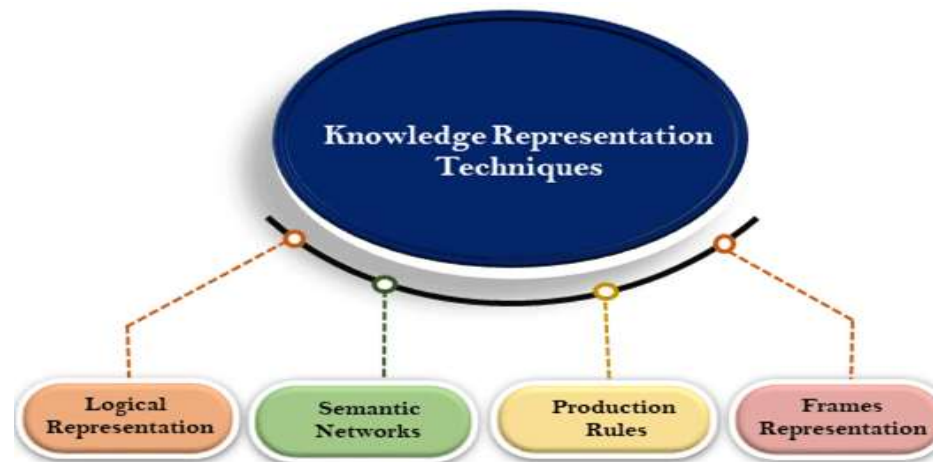 Knowledge Representation
Techniques
Logical
Representation
Semantic
Networks
Production
Rules
Frames
Representation